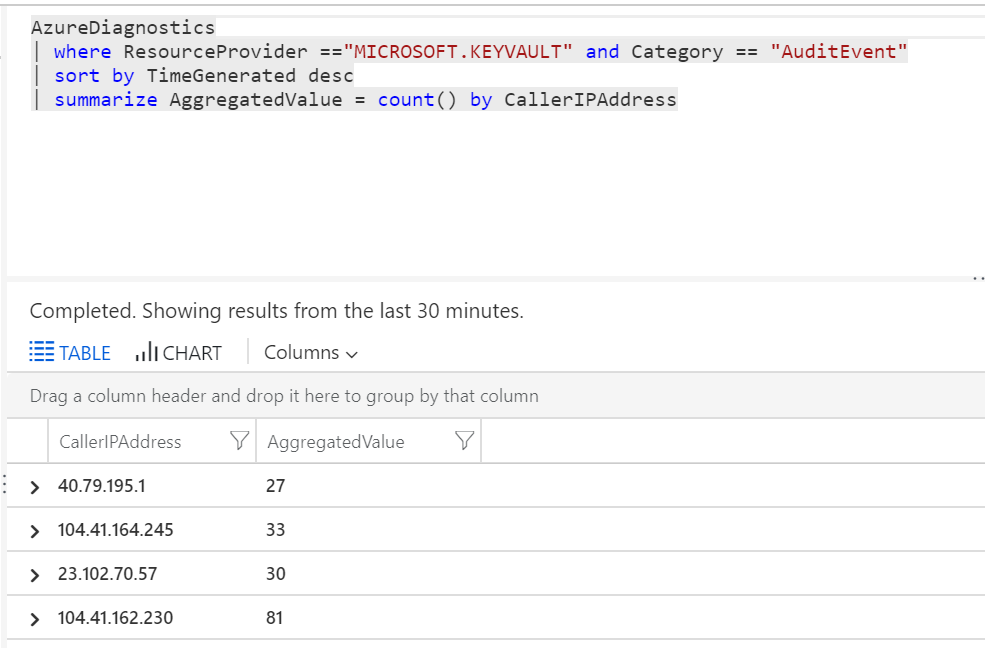 AzureDiagnostics
| where ResourceProvider =="MICROSOFT.KEYVAULT" and Category == "AuditEvent"
| sort by TimeGenerated desc
| summarize AggregatedValue = count() by CallerIPAddress
Completed. Showing results from the last 30 minutes.
TABLE CHART Columns
Drag a column header and drop it here to group by that column
CallerIPAddress AggregatedValue
40.79.195.1 27
104.41.164.245 33
23.102.70.57 30
104.41.162.230 81